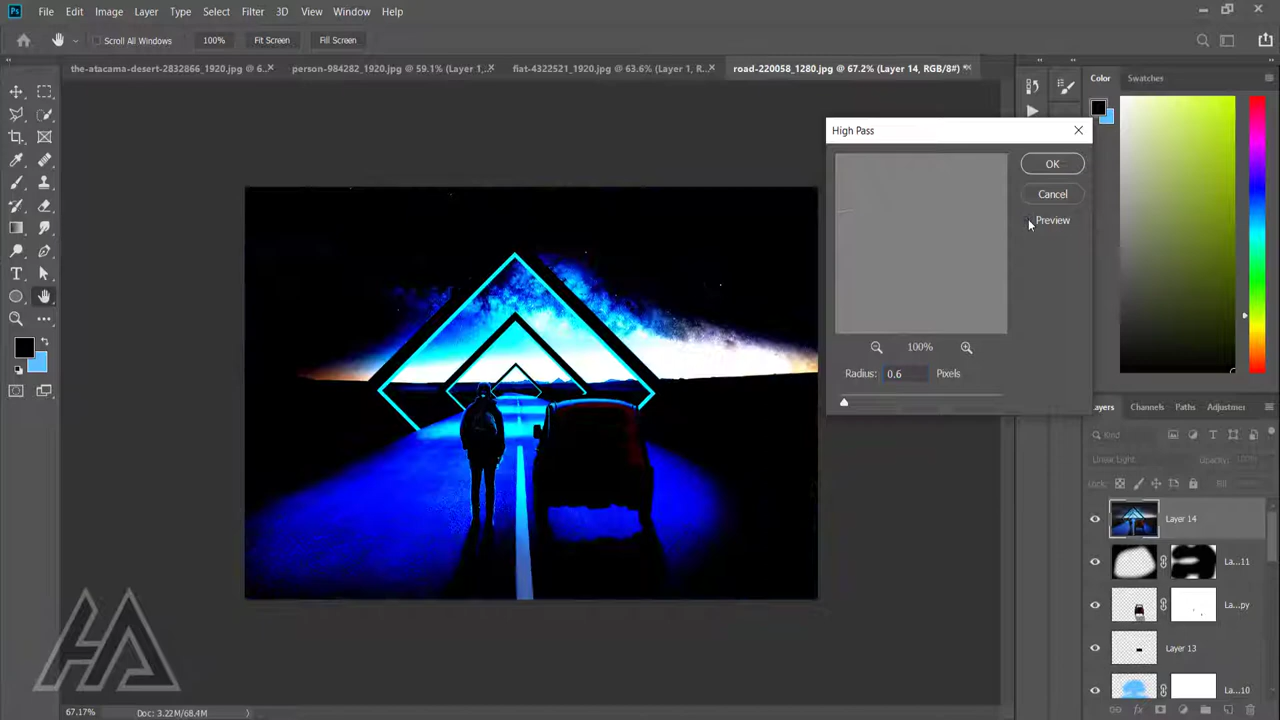 Ps File Edit Image Layer Type Select Filter 3D View Window Help
Scroll All Windows 100% Fit Screen Fill Screen
the-atacama-desert-2832866_1920.jpg @ 6... person-984282_1920.jpg @ 59.1% (Layer 1, fiat-4322521_1920.jpg @ 63.6% (Layer 1, R... road-220058_1280.jpg @ 67.2% (Layer 14, RGB/8#)
Color Swatches
High Pass
OK
Cancel
Preview
100%
Radius: 0.6 Pixels
Layers Channels Paths Adjustmer
Kind
Linear Light Opacity: 100%
Lock: Fill
Layer 14
La...11
La...py
Layer 13
La...10
HA
67.17% Doc: 3.22M/68.4M